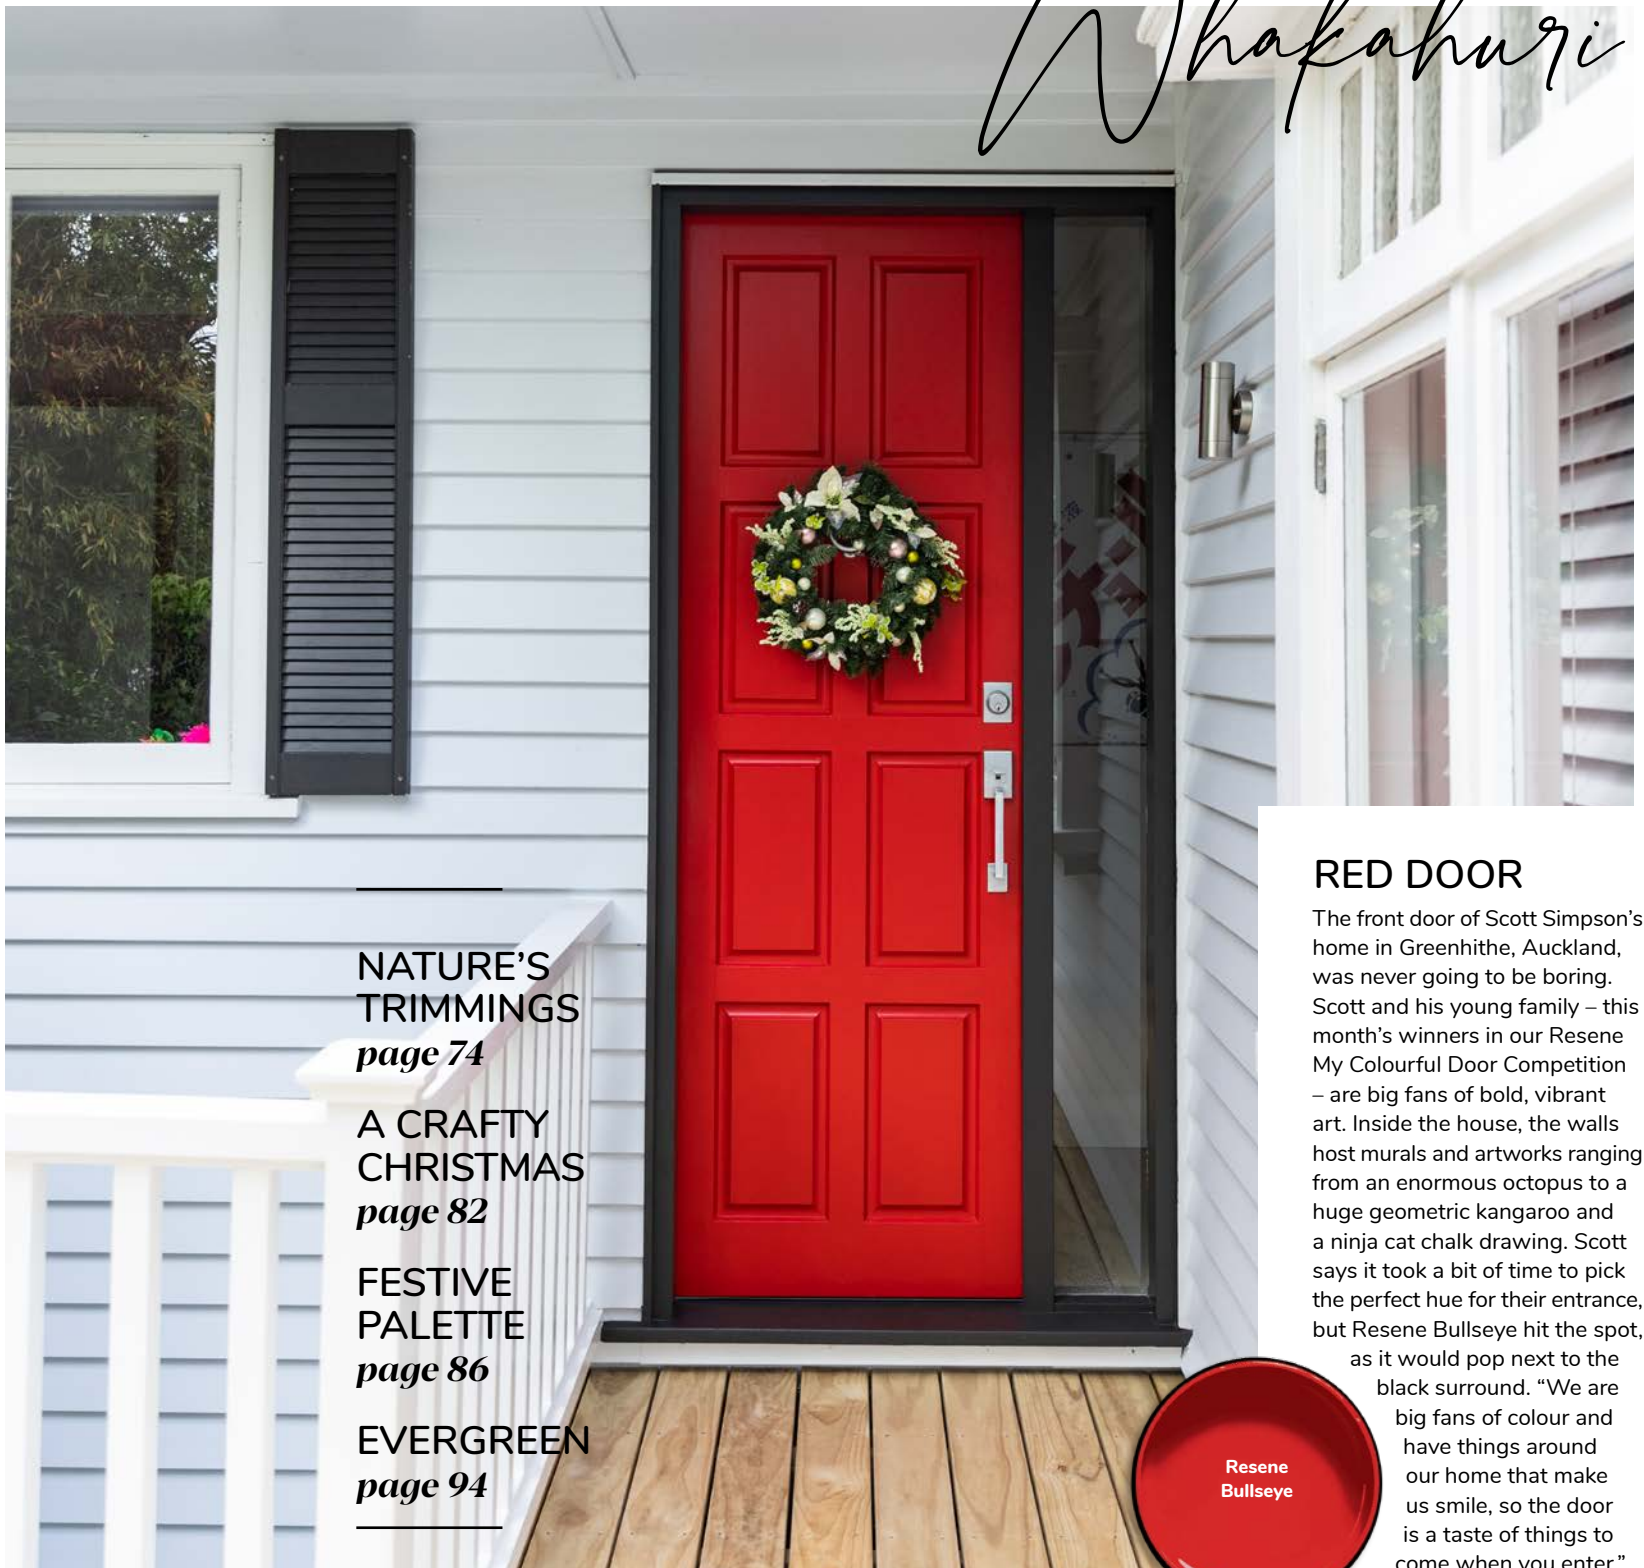 Whakahuri
NATURE’S
TRIMMINGS
page 74
A CRAFTY
CHRISTMAS
page 82
FESTIVE
PALETTE
page 86
EVERGREEN
page 94
RED DOOR
The front door of Scott Simpson’s
home in Greenhithe, Auckland,
was never going to be boring.
Scott and his young family – this
month’s winners in our Resene
My Colourful Door Competition
– are big fans of bold, vibrant
art. Inside the house, the walls
host murals and artworks ranging
from an enormous octopus to a
huge geometric kangaroo and
a ninja cat chalk drawing. Scott
says it took a bit of time to pick
the perfect hue for their entrance,
but Resene Bullseye hit the spot,
as it would pop next to the
black surround. “We are
big fans of colour and
have things around
our home that make
us smile, so the door
is a taste of things to
come when you enter.”
Resene
Bullseye